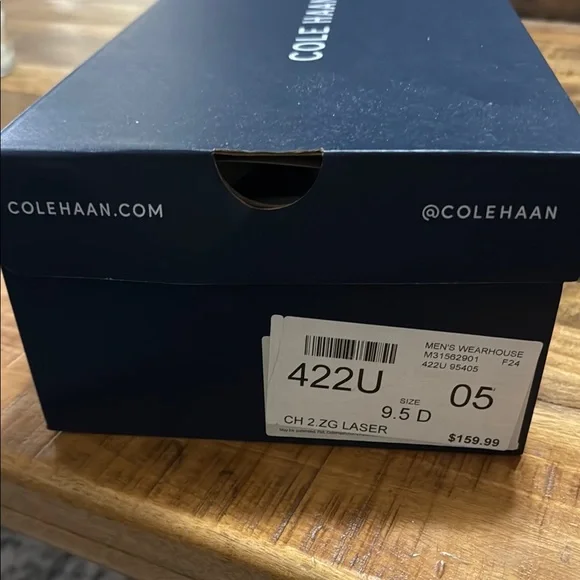 COLE HAAN
COLEHAAN.COM
@COLEHAAN
MEN'S WEARHOUSE
M31562901 F24
422U 95405
422U
SIZE
9.5 D
05
CH 2.ZG LASER
$159.99